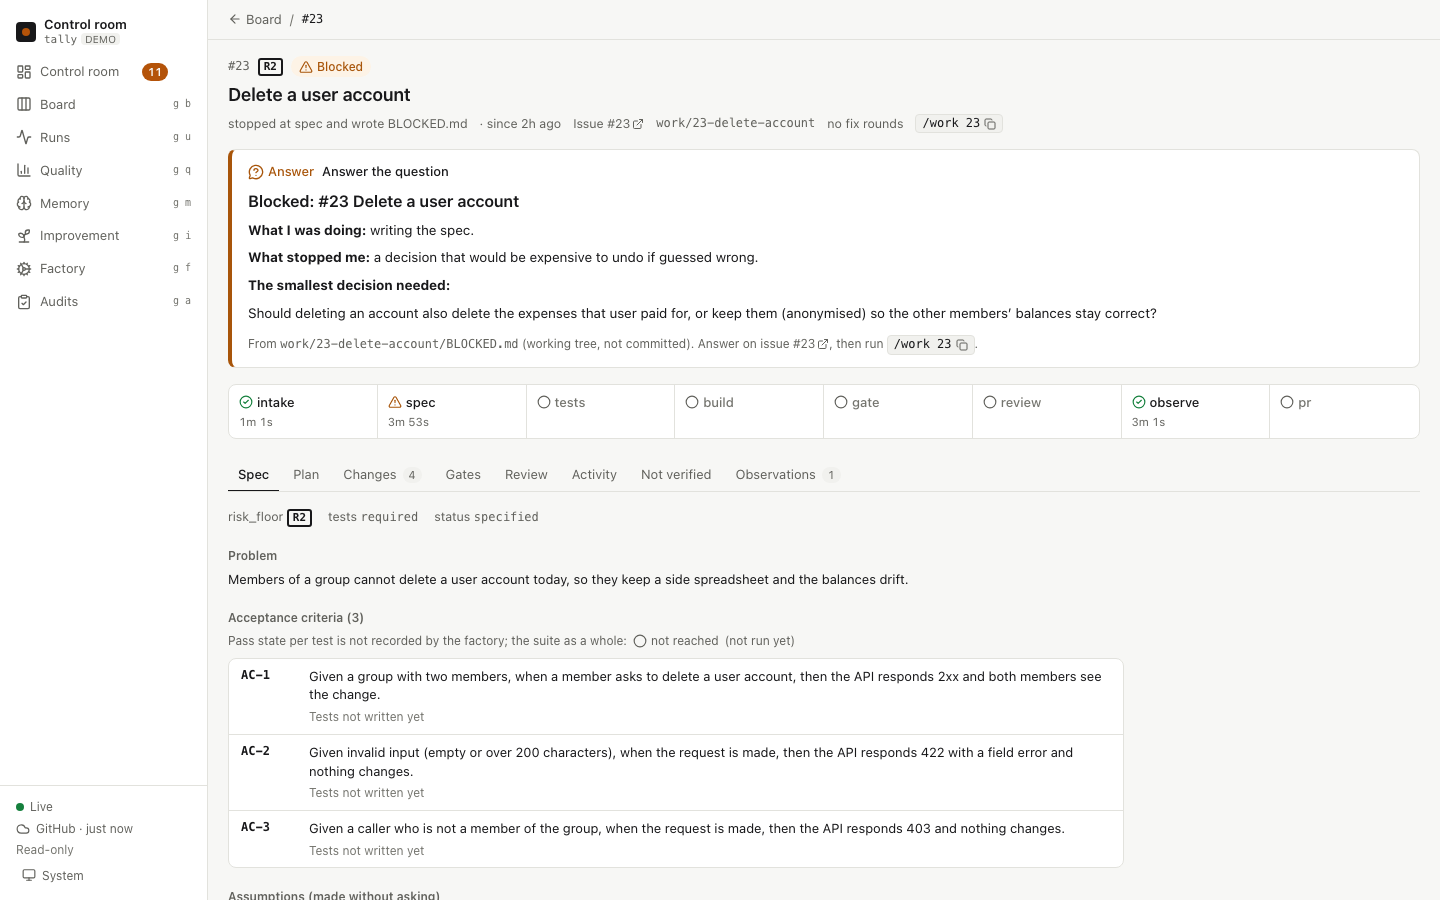 Control room
tally DEMO
Control room 11
Board g b
Runs g u
Quality g q
Memory g m
Improvement g i
Factory g f
Audits g a
Live
GitHub · just now
Read-only
System
Board / #23
#23 R2 Blocked
Delete a user account
stopped at spec and wrote BLOCKED.md · since 2h ago Issue #23 work/23-delete-account no fix rounds /work 23
Answer Answer the question
Blocked: #23 Delete a user account
What I was doing: writing the spec.
What stopped me: a decision that would be expensive to undo if guessed wrong.
The smallest decision needed:
Should deleting an account also delete the expenses that user paid for, or keep them (anonymised) so the other members’ balances stay correct?
From work/23-delete-account/BLOCKED.md (working tree, not committed). Answer on issue #23, then run /work 23.
intake spec tests build gate review observe pr
1m 1s 3m 53s 3m 1s
Spec Plan Changes 4 Gates Review Activity Not verified Observations 1
risk_floor R2 tests required status specified
Problem
Members of a group cannot delete a user account today, so they keep a side spreadsheet and the balances drift.
Acceptance criteria (3)
Pass state per test is not recorded by the factory; the suite as a whole: not reached (not run yet)
AC-1 Given a group with two members, when a member asks to delete a user account, then the API responds 2xx and both members see
the change.
Tests not written yet
AC-2 Given invalid input (empty or over 200 characters), when the request is made, then the API responds 422 with a field error and
nothing changes.
Tests not written yet
AC-3 Given a caller who is not a member of the group, when the request is made, then the API responds 403 and nothing changes.
Tests not written yet
Assumptions (made without asking)